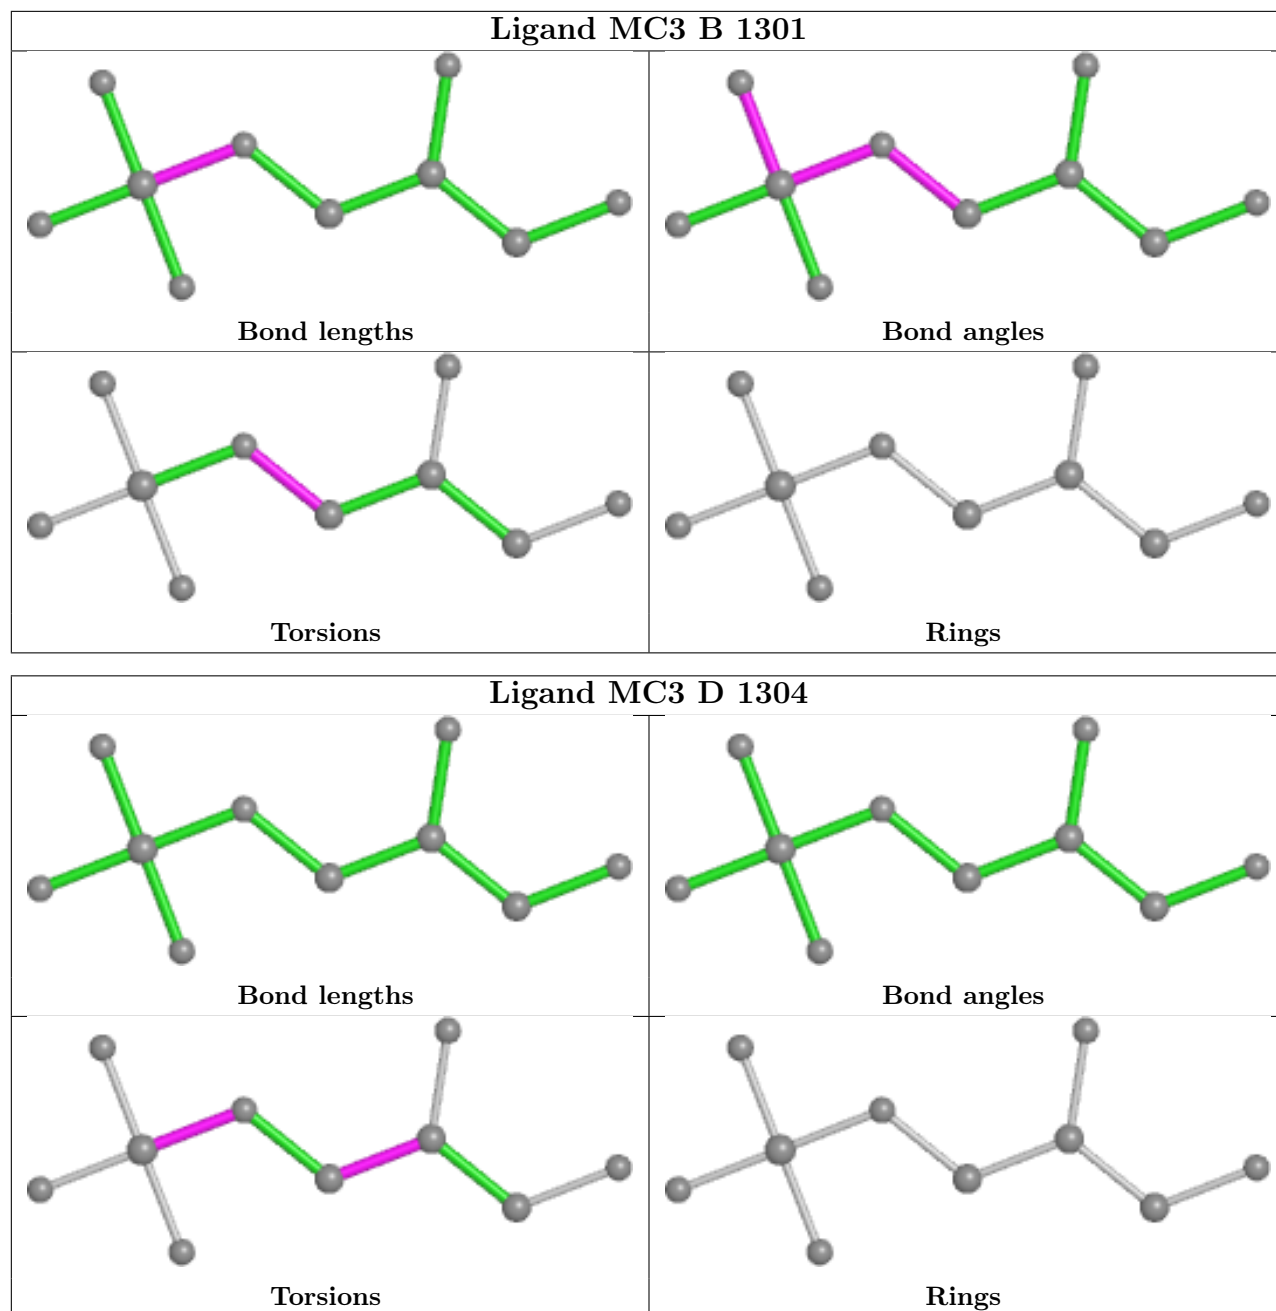 Ligand MC3 B 1301
Bond lengths
Bond angles
Torsions
Rings
Ligand MC3 D 1304
Bond lengths
Bond angles
Torsions
Rings